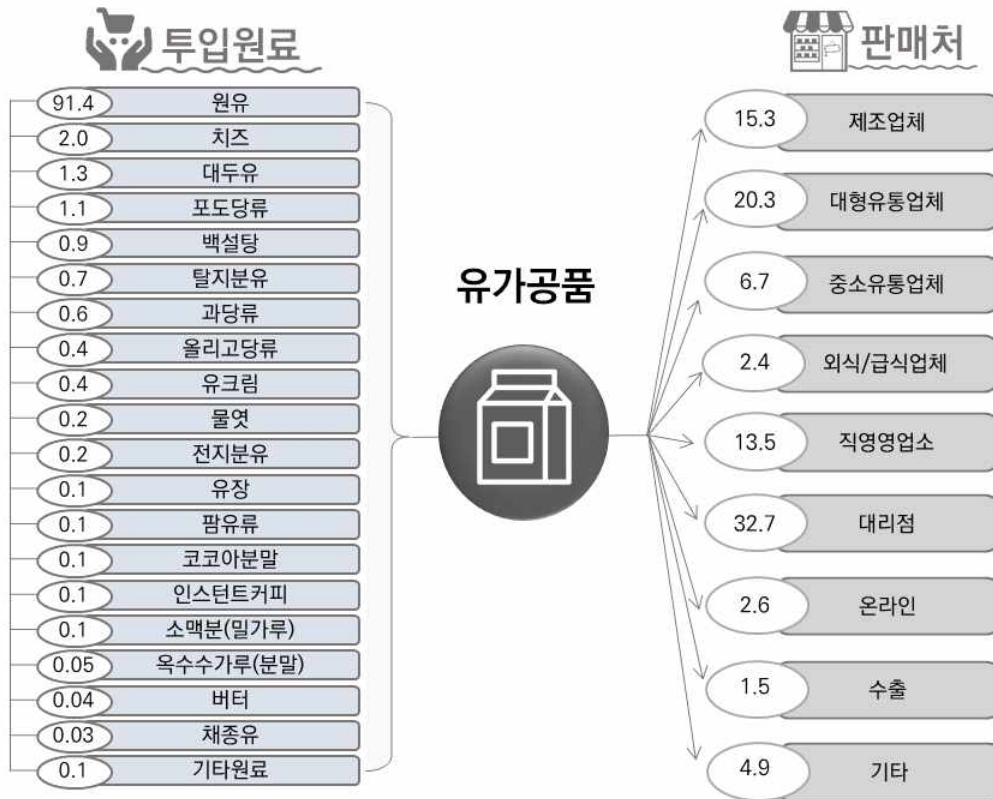 투입원료
91.4 원유
2.0 치즈
1.3 대두유
1.1 포도당류
0.9 백설탕
0.7 탈지분유
0.6 과당류
0.4 올리고당류
0.4 유크림
0.2 물엿
0.2 전지분유
0.1 유장
0.1 팜유류
0.1 코코아분말
0.1 인스턴트커피
0.1 소맥분(밀가루)
0.05 옥수수가루(분말)
0.04 버터
0.03 채종유
0.1 기타원료
유가공품
판매처
15.3 제조업체
20.3 대형유통업체
6.7 중소유통업체
2.4 외식/급식업체
13.5 직영영업소
32.7 대리점
2.6 온라인
1.5 수출
4.9 기타